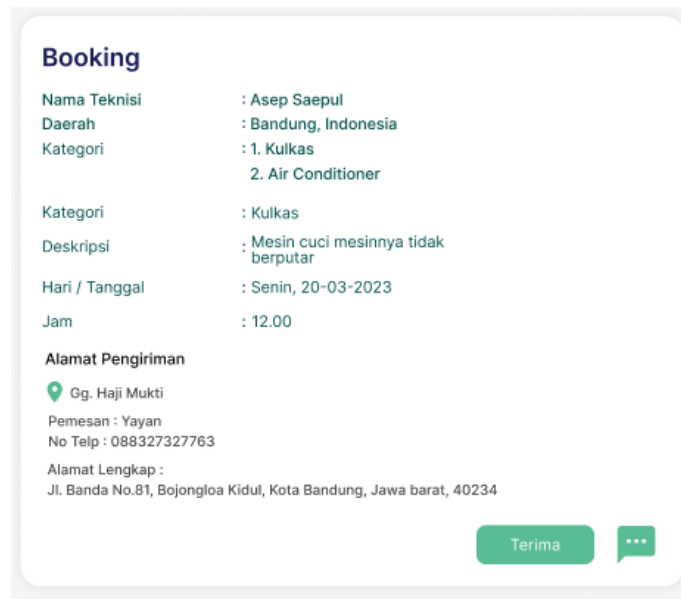 Booking
Nama Teknisi : Asep Saepul
Daerah : Bandung, Indonesia
Kategori : 1. Kulkas
2. Air Conditioner
Kategori : Kulkas
Deskripsi : Mesin cuci mesinnya tidak
berputar
Hari / Tanggal : Senin, 20-03-2023
Jam : 12.00
Alamat Pengiriman
Gg. Haji Mukti
Pemesan : Yayan
No Telp : 088327327763
Alamat Lengkap :
Jl. Banda No.81, Bojongloa Kidul, Kota Bandung, Jawa barat, 40234
Terima